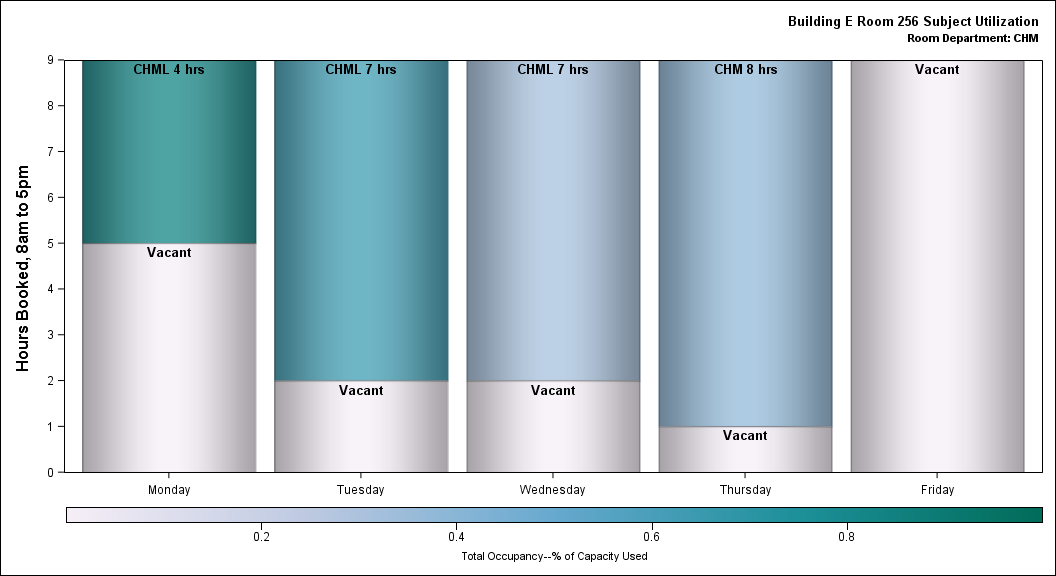 Building E Room 256 Subject Utilization
Room Department: CHM
Hours Booked, 8am to 5pm
9
8
7
6
5
4
3
2
1
0
CHML 4 hrs
Vacant
CHML 7 hrs
Vacant
CHML 7 hrs
Vacant
CHM 8 hrs
Vacant
Vacant
Monday Tuesday Wednesday Thursday Friday
0.2 0.4 0.6 0.8
Total Occupancy--% of Capacity Used